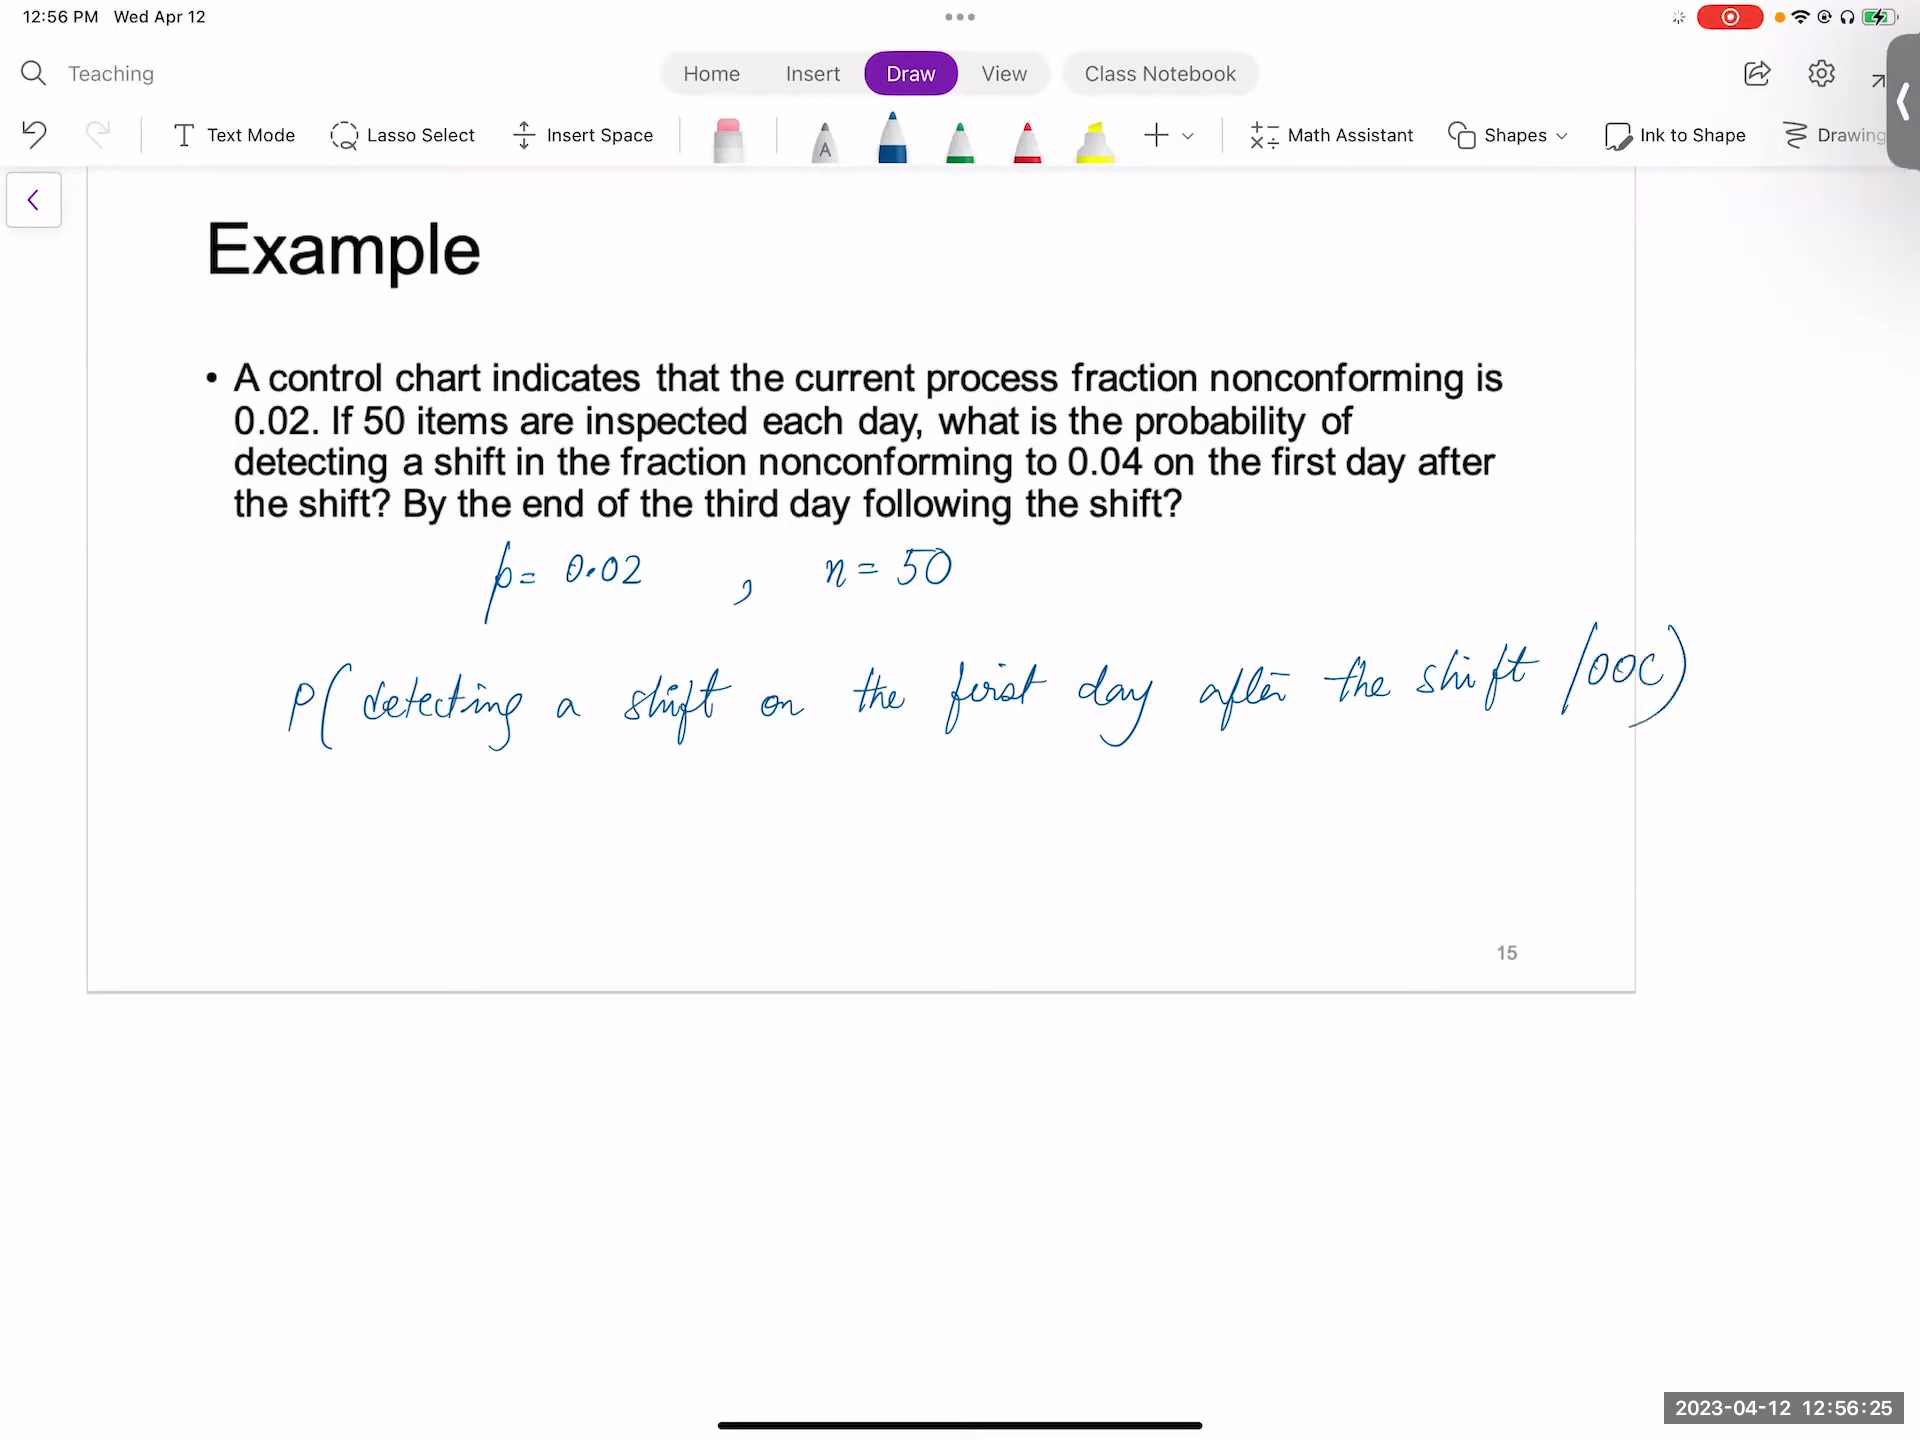 12:56 PM Wed Apr 12
Teaching
Home Insert Draw View Class Notebook
Text Mode Lasso Select Insert Space A Math Assistant Shapes Ink to Shape Drawing
Example
• A control chart indicates that the current process fraction nonconforming is
0.02. If 50 items are inspected each day, what is the probability of
detecting a shift in the fraction nonconforming to 0.04 on the first day after
the shift? By the end of the third day following the shift?
p = 0.02 , n = 50
P( detecting a shift on the first day after the shift /OOC)
15
2023-04-12 12:56:25